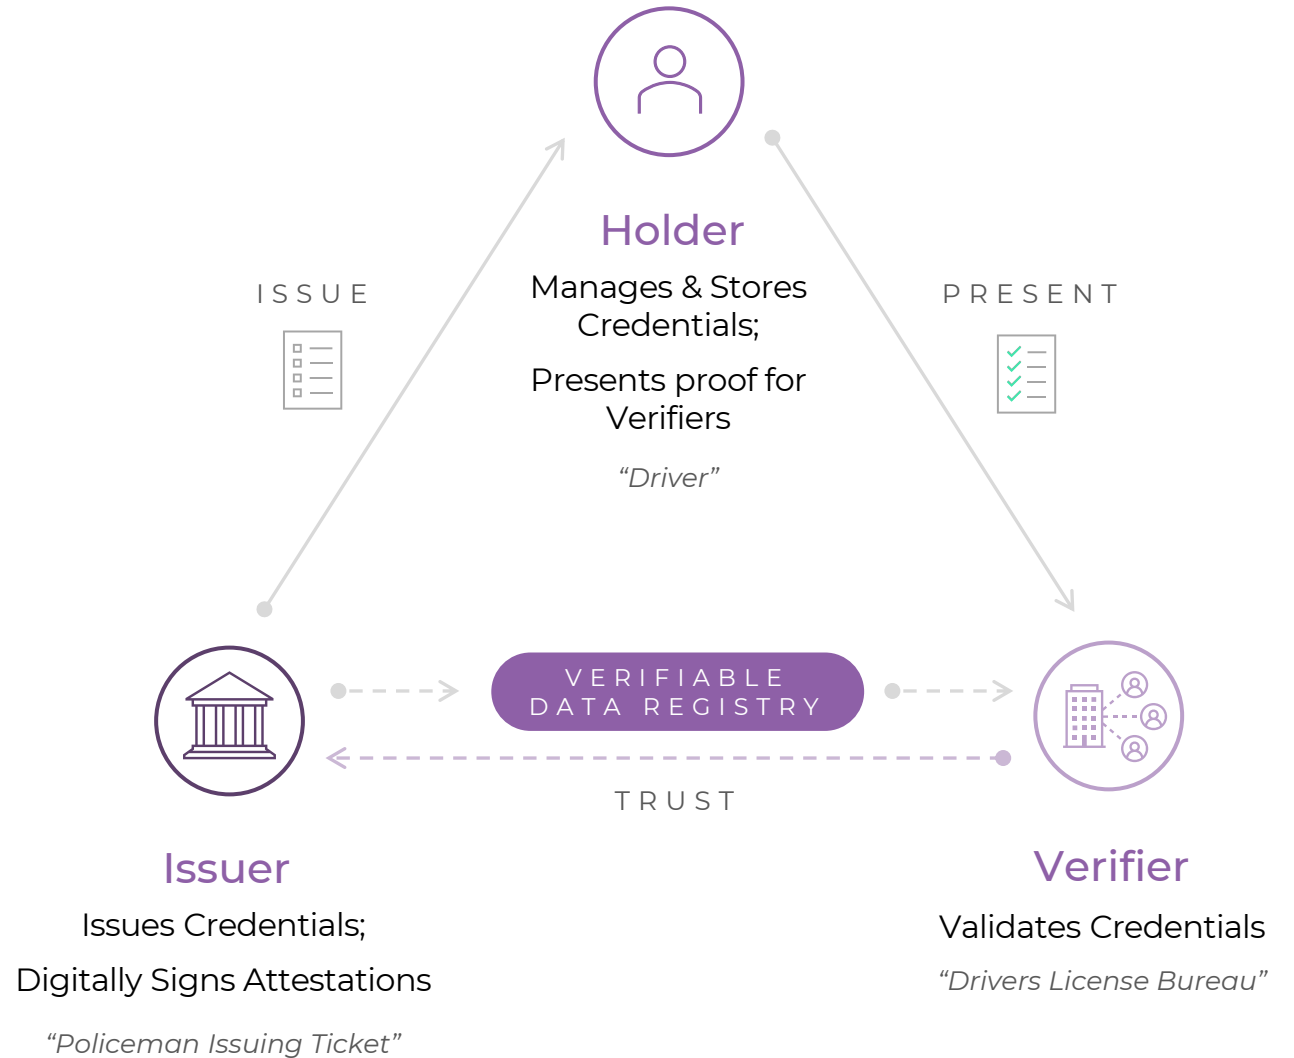 Holder
Manages & Stores
Credentials;
Presents proof for
Verifiers
“Driver”
ISSUE
PRESENT
VERIFIABLE
DATA REGISTRY
TRUST
Issuer
Issues Credentials;
Digitally Signs Attestations
“Policeman Issuing Ticket”
Verifier
Validates Credentials
“Drivers License Bureau”